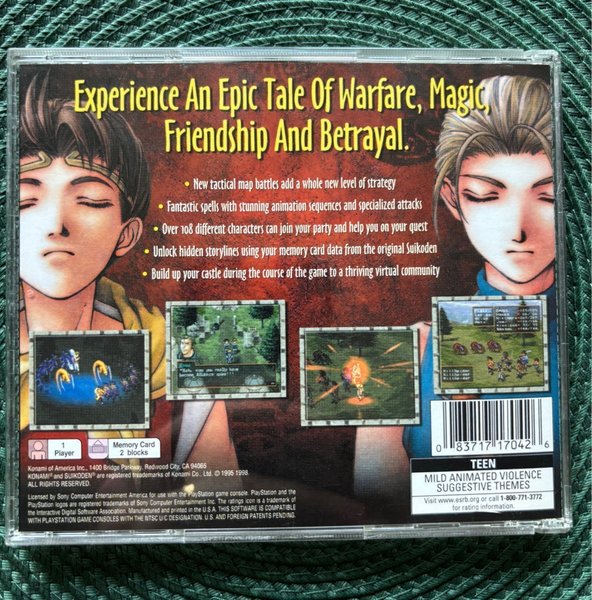 Experience An Epic Tale Of Warfare, Magic,
Friendship And Betrayal.
• New tactical map battles add a whole new level of strategy
• Fantastic spells with stunning animation sequences and specialized attacks
• Over 108 different characters can join your party and help you on your quest
• Unlock hidden storylines using your memory card data from the original Suikoden
• Build up your castle during the course of the game to a thriving virtual community
1
Player
Memory Card
2 blocks
Konami of America Inc., 1400 Bridge Parkway, Redwood City, CA 94065
KONAMI® and SUIKODEN® are registered trademarks of Konami Co., Ltd. © 1995 1998.
ALL RIGHTS RESERVED.
Licensed by Sony Computer Entertainment America for use with the PlayStation game console. PlayStation and the
PlayStation logos are registered trademarks of Sony Computer Entertainment Inc. The ratings icon is a trademark of
the Interactive Digital Software Association. Manufactured and printed in the U.S.A. THIS SOFTWARE IS COMPATIBLE
WITH PLAYSTATION GAME CONSOLES WITH THE NTSC U/C DESIGNATION. U.S. AND FOREIGN PATENTS PENDING.
0 83717 17042 6
TEEN
MILD ANIMATED VIOLENCE
SUGGESTIVE THEMES
Visit www.esrb.org or call 1-800-771-3772
for rating information.